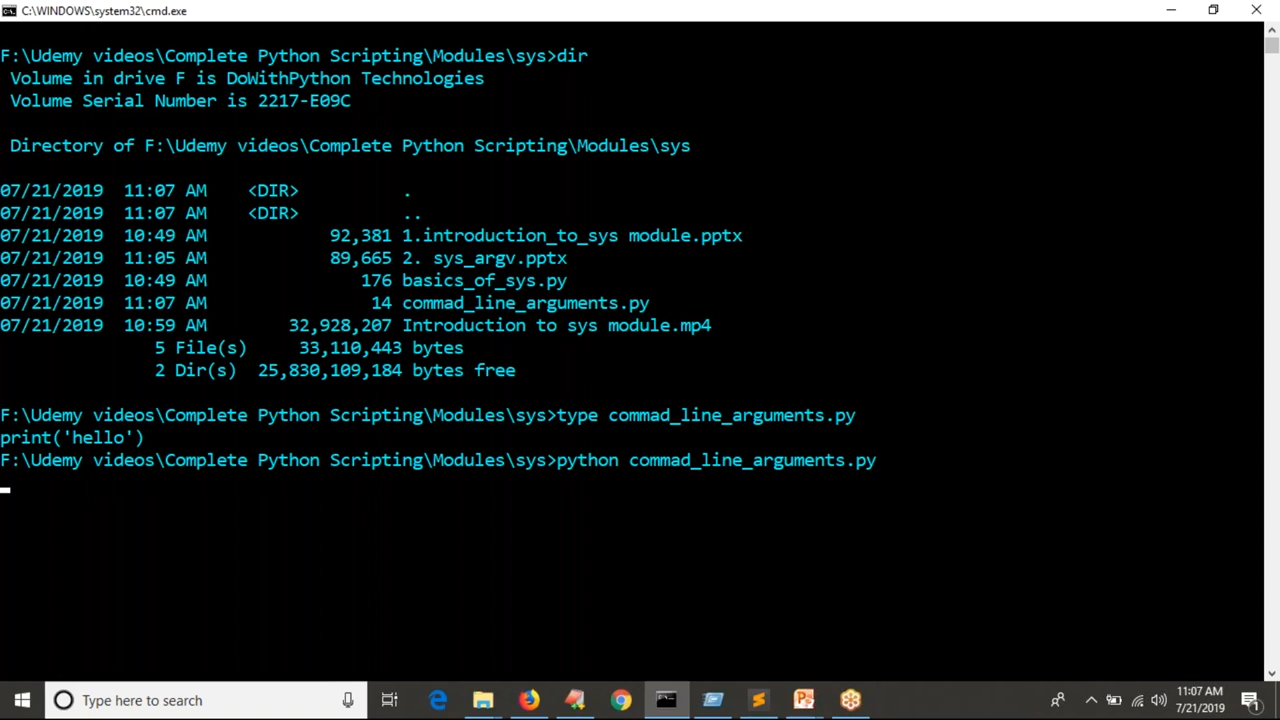 C:\WINDOWS\system32\cmd.exe
F:\Udemy videos\Complete Python Scripting\Modules\sys>dir
Volume in drive F is DoWithPython Technologies
Volume Serial Number is 2217-E09C
Directory of F:\Udemy videos\Complete Python Scripting\Modules\sys
07/21/2019 11:07 AM <DIR> .
07/21/2019 11:07 AM <DIR> ..
07/21/2019 10:49 AM 92,381 1.introduction_to_sys module.pptx
07/21/2019 11:05 AM 89,665 2. sys_argv.pptx
07/21/2019 10:49 AM 176 basics_of_sys.py
07/21/2019 11:07 AM 14 commad_line_arguments.py
07/21/2019 10:59 AM 32,928,207 Introduction to sys module.mp4
5 File(s) 33,110,443 bytes
2 Dir(s) 25,830,109,184 bytes free
F:\Udemy videos\Complete Python Scripting\Modules\sys>type commad_line_arguments.py
print('hello')
F:\Udemy videos\Complete Python Scripting\Modules\sys>python commad_line_arguments.py
Type here to search
11:07 AM
7/21/2019
1